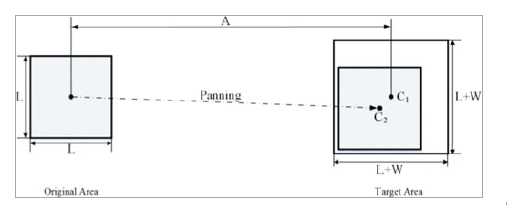 A
L
Panning
C1
C2
L+W
L
L+W
Original Area
Target Area